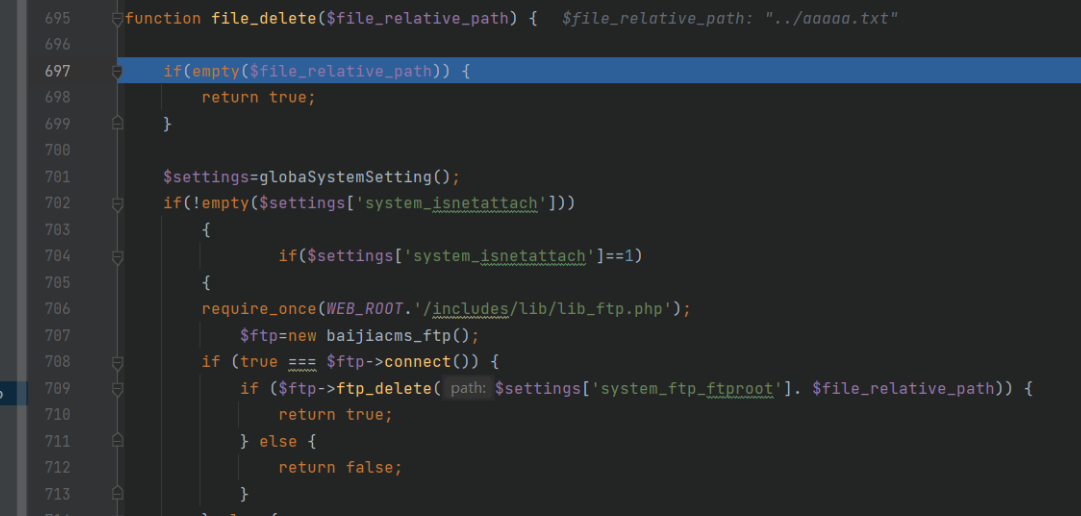 695 function file_delete($file_relative_path) { $file_relative_path: "../aaaaa.txt"
696
697 if(empty($file_relative_path)) {
698 return true;
699 }
700
701 $settings=globaSystemSetting();
702 if(!empty($settings['system_isnetattach']))
703 {
704 if($settings['system_isnetattach']==1)
705 {
706 require_once(WEB_ROOT.'/includes/lib/lib_ftp.php');
707 $ftp=new baijiacms_ftp();
708 if (true === $ftp->connect()) {
709 if ($ftp->ftp_delete( path: $settings['system_ftp_ftproot']. $file_relative_path)) {
710 return true;
711 } else {
712 return false;
713 }